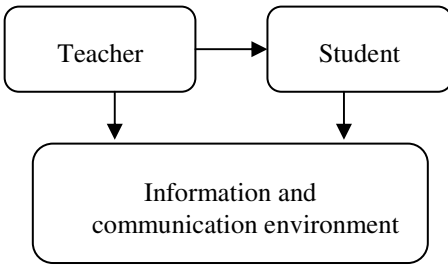 Teacher
Student
Information and
communication environment